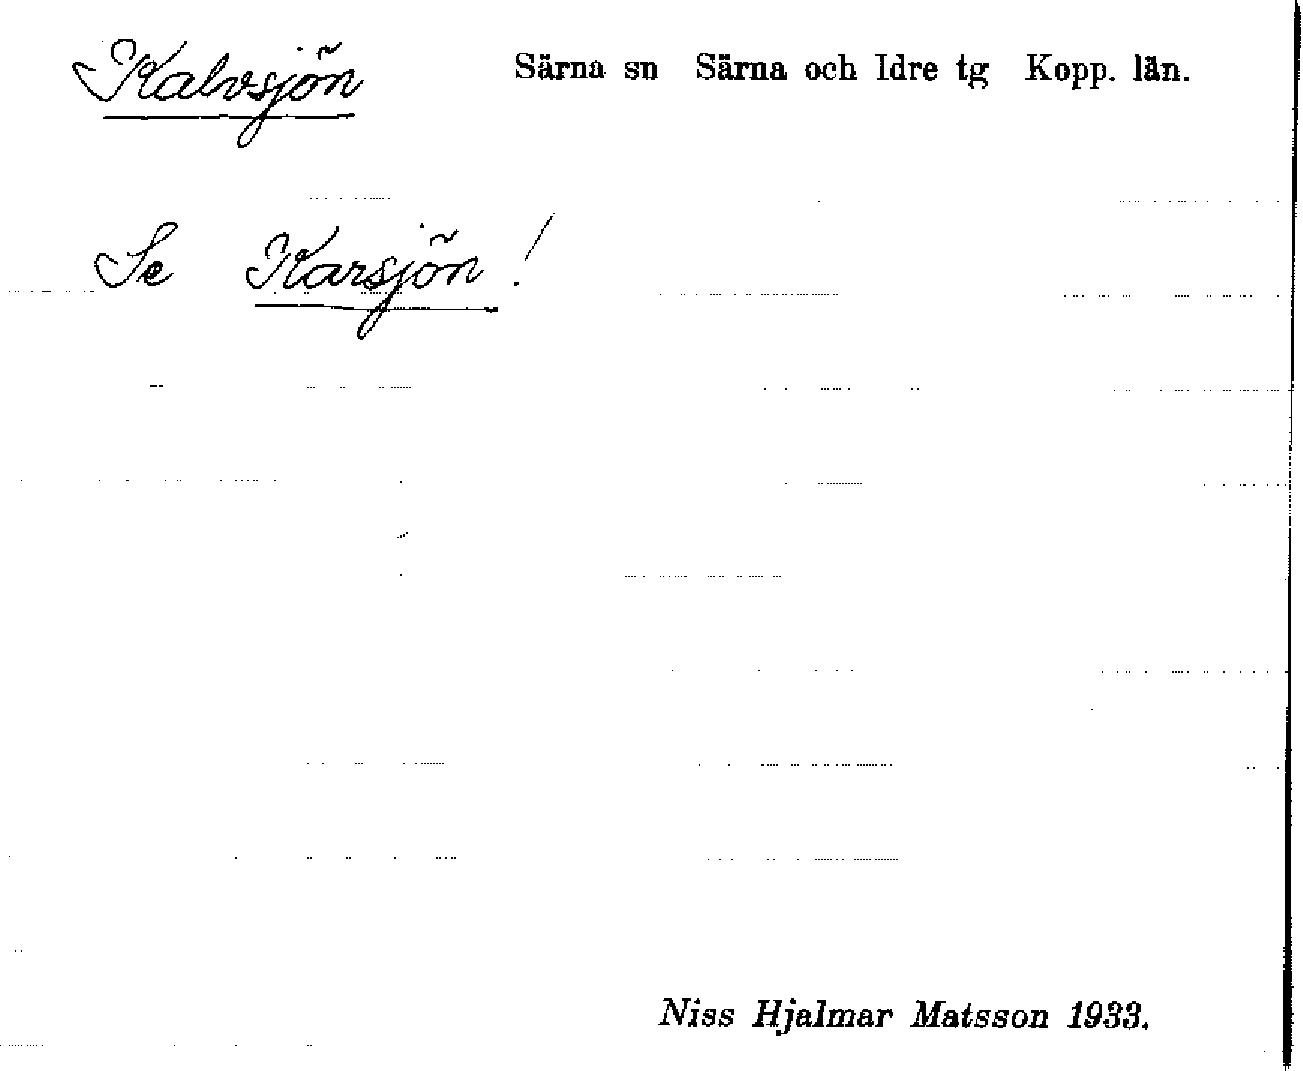 Kalvsjön Särna sn Särna och Idre tg Kopp. län.
Se Karsjön!
Niss Hjalmar Matsson 1933.